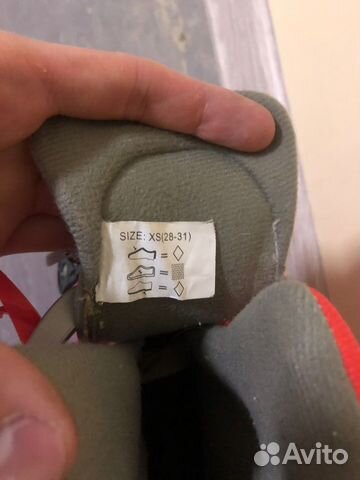 SIZE: XS(28-31)
=
=
=
Avito